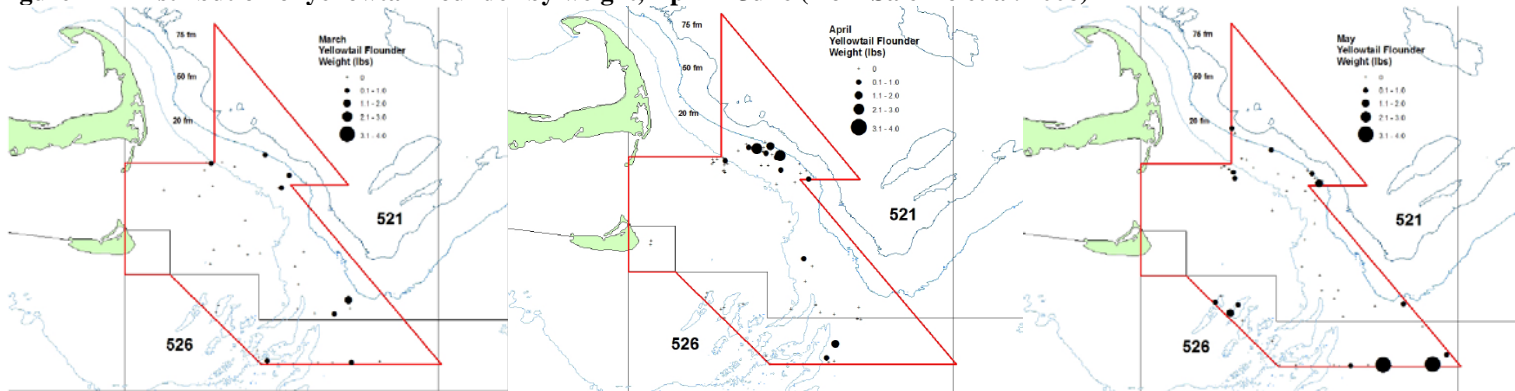 75 fm
March
Yellowtail Flounder
Weight (lbs)
0
0.1 - 1.0
1.1 - 2.0
2.1 - 3.0
3.1 - 4.0
50 fm
20 fm
521
526
75 fm
April
Yellowtail Flounder
Weight (lbs)
0
0.1 - 1.0
1.1 - 2.0
2.1 - 3.0
3.1 - 4.0
50 fm
20 fm
521
526
75 fm
May
Yellowtail Flounder
Weight (lbs)
0
0.1 - 1.0
1.1 - 2.0
2.1 - 3.0
3.1 - 4.0
50 fm
20 fm
521
526